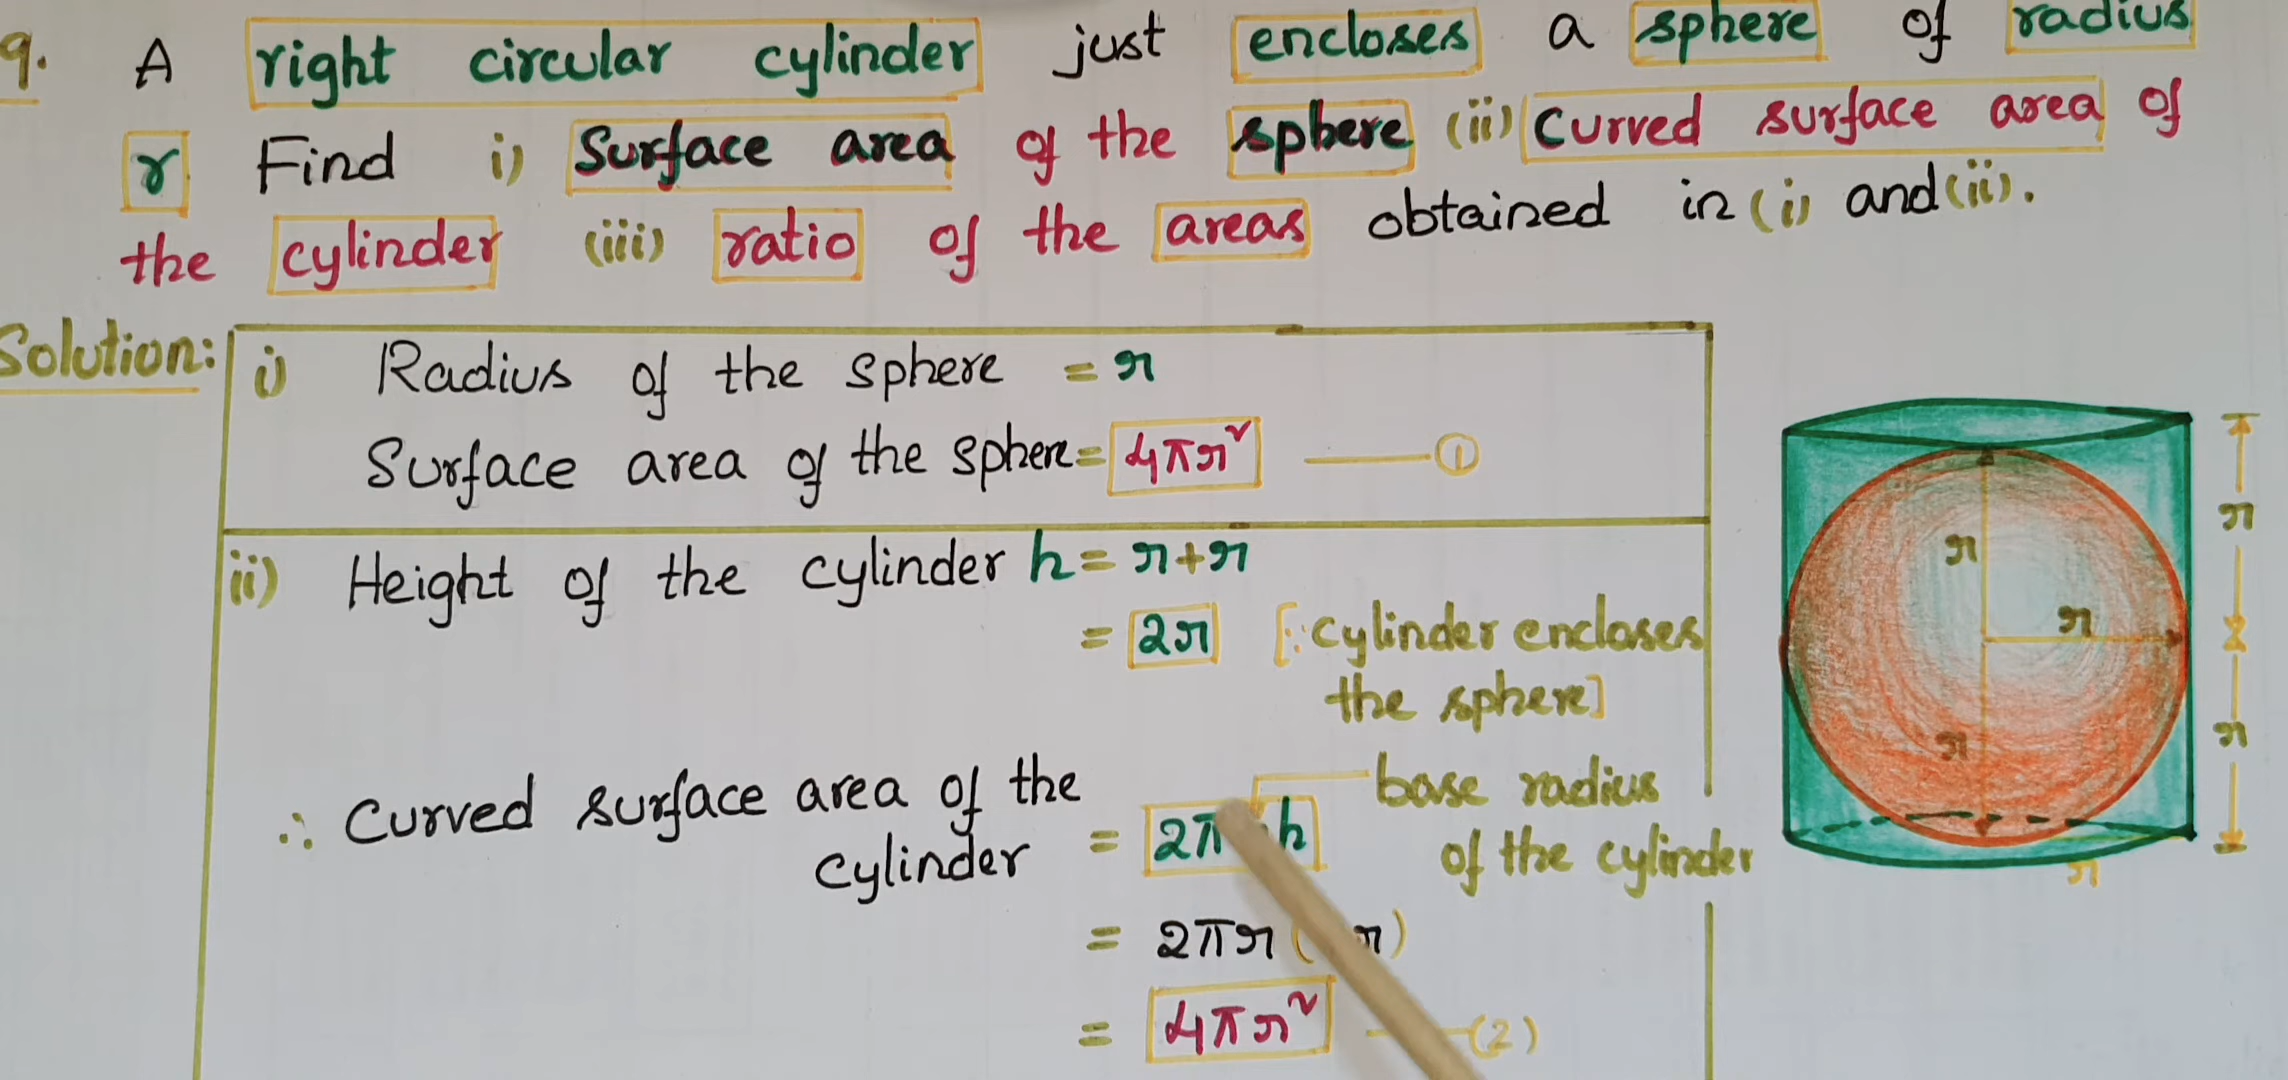 9. A right circular cylinder just encloses a sphere of radius
r Find i) Surface area of the sphere (ii) Curved surface area of
the cylinder (iii) ratio of the areas obtained in (i) and (ii).
Solution: i) Radius of the sphere = r
Surface area of the sphere = 4πr² ——— ①
ii) Height of the cylinder h = r+r
= 2r [∵ cylinder encloses
the sphere]
∴ Curved surface area of the
cylinder = 2π h
base radius
of the cylinder
= 2πr ( r)
= 4πr² ——— (2)
r
r
r
r
r
r